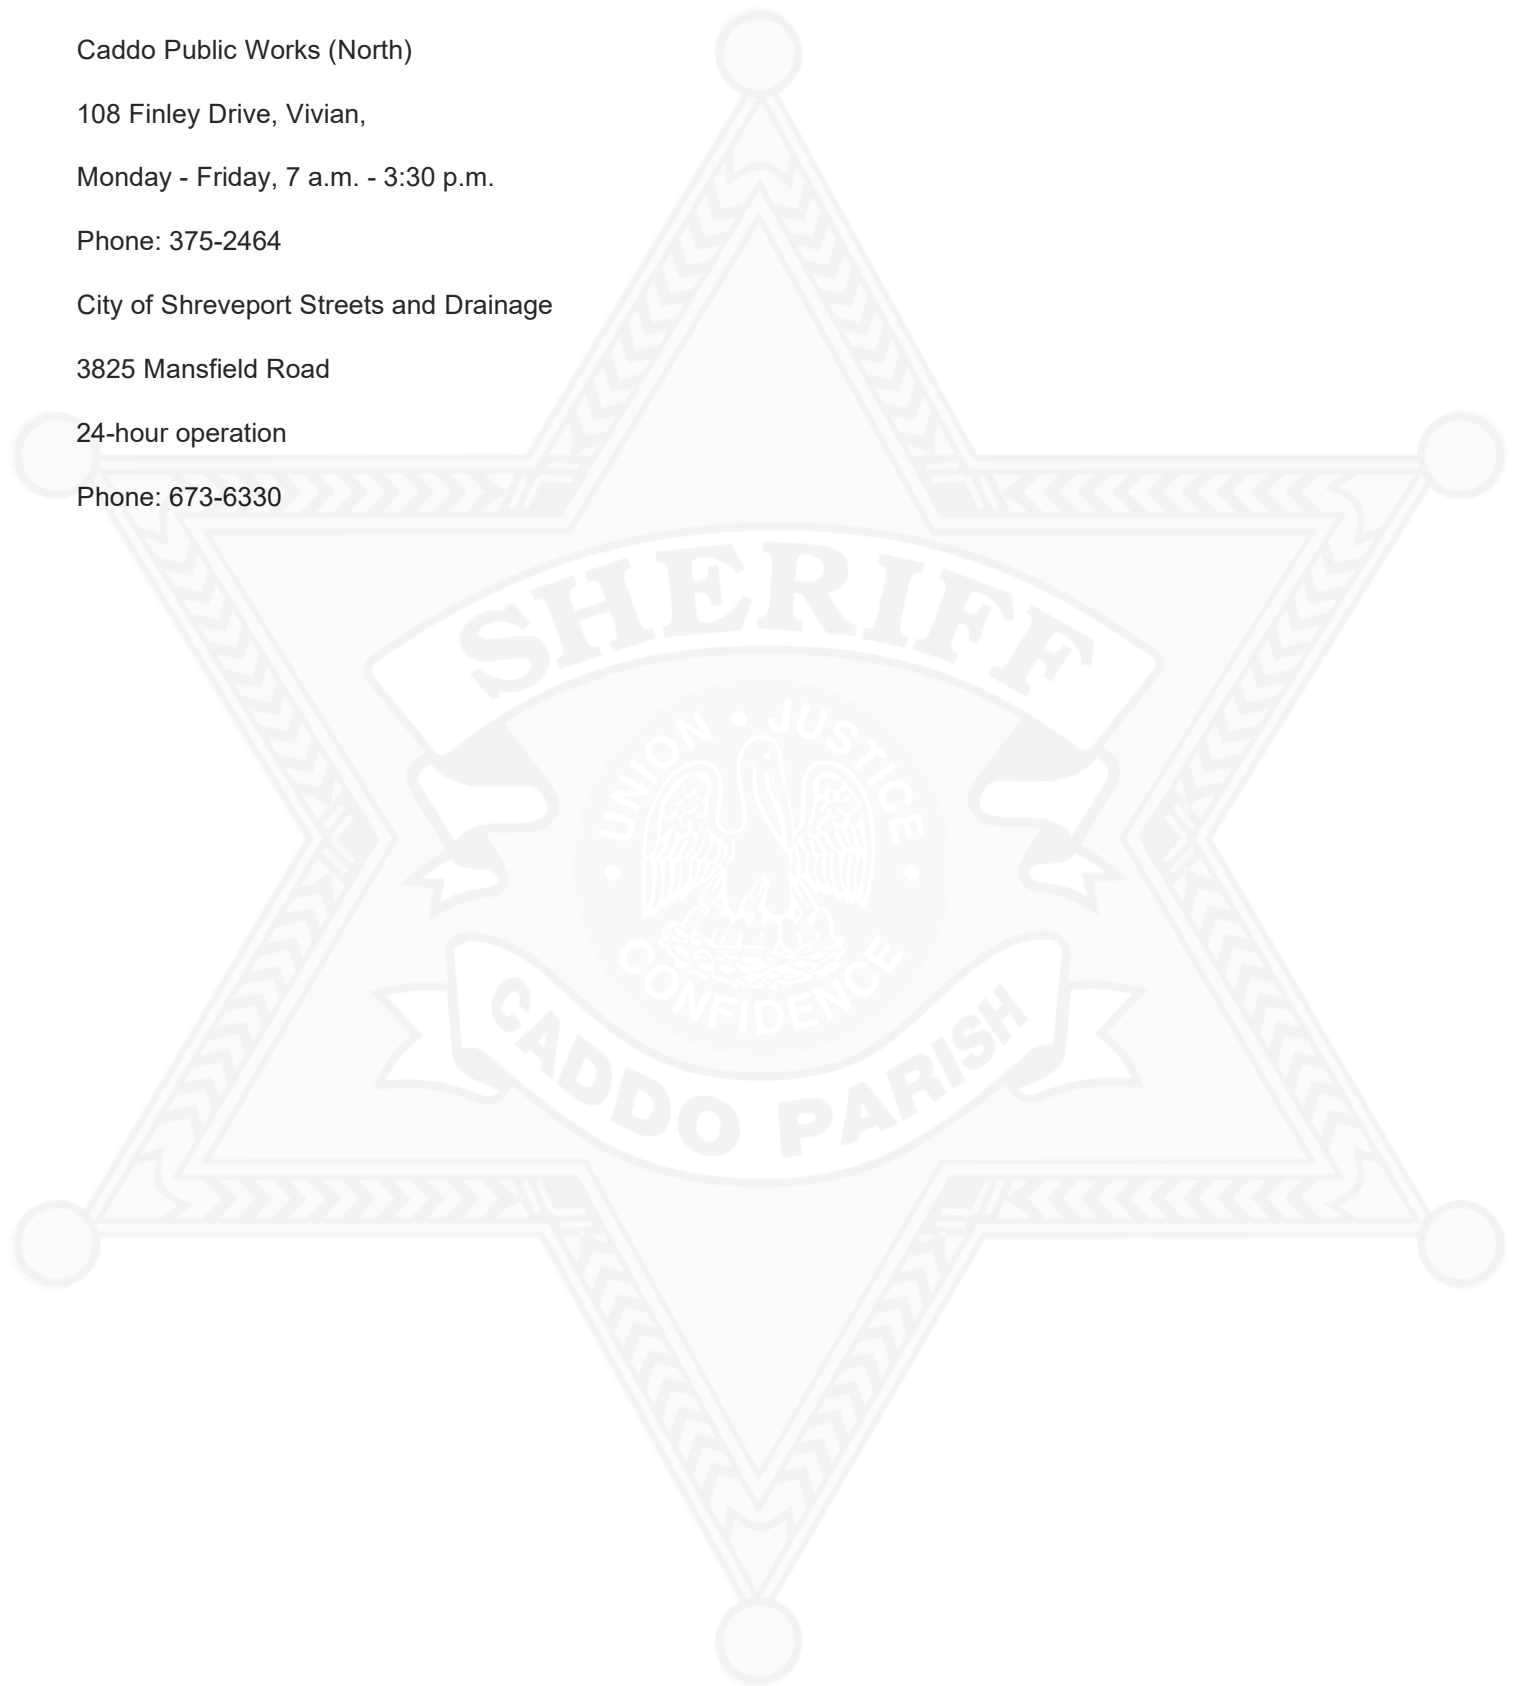 Caddo Public Works (North)
108 Finley Drive, Vivian,
Monday - Friday, 7 a.m. - 3:30 p.m.
Phone: 375-2464
City of Shreveport Streets and Drainage
3825 Mansfield Road
24-hour operation
Phone: 673-6330
SHERIFF
UNION • JUSTICE
• CONFIDENCE •
CADDO PARISH